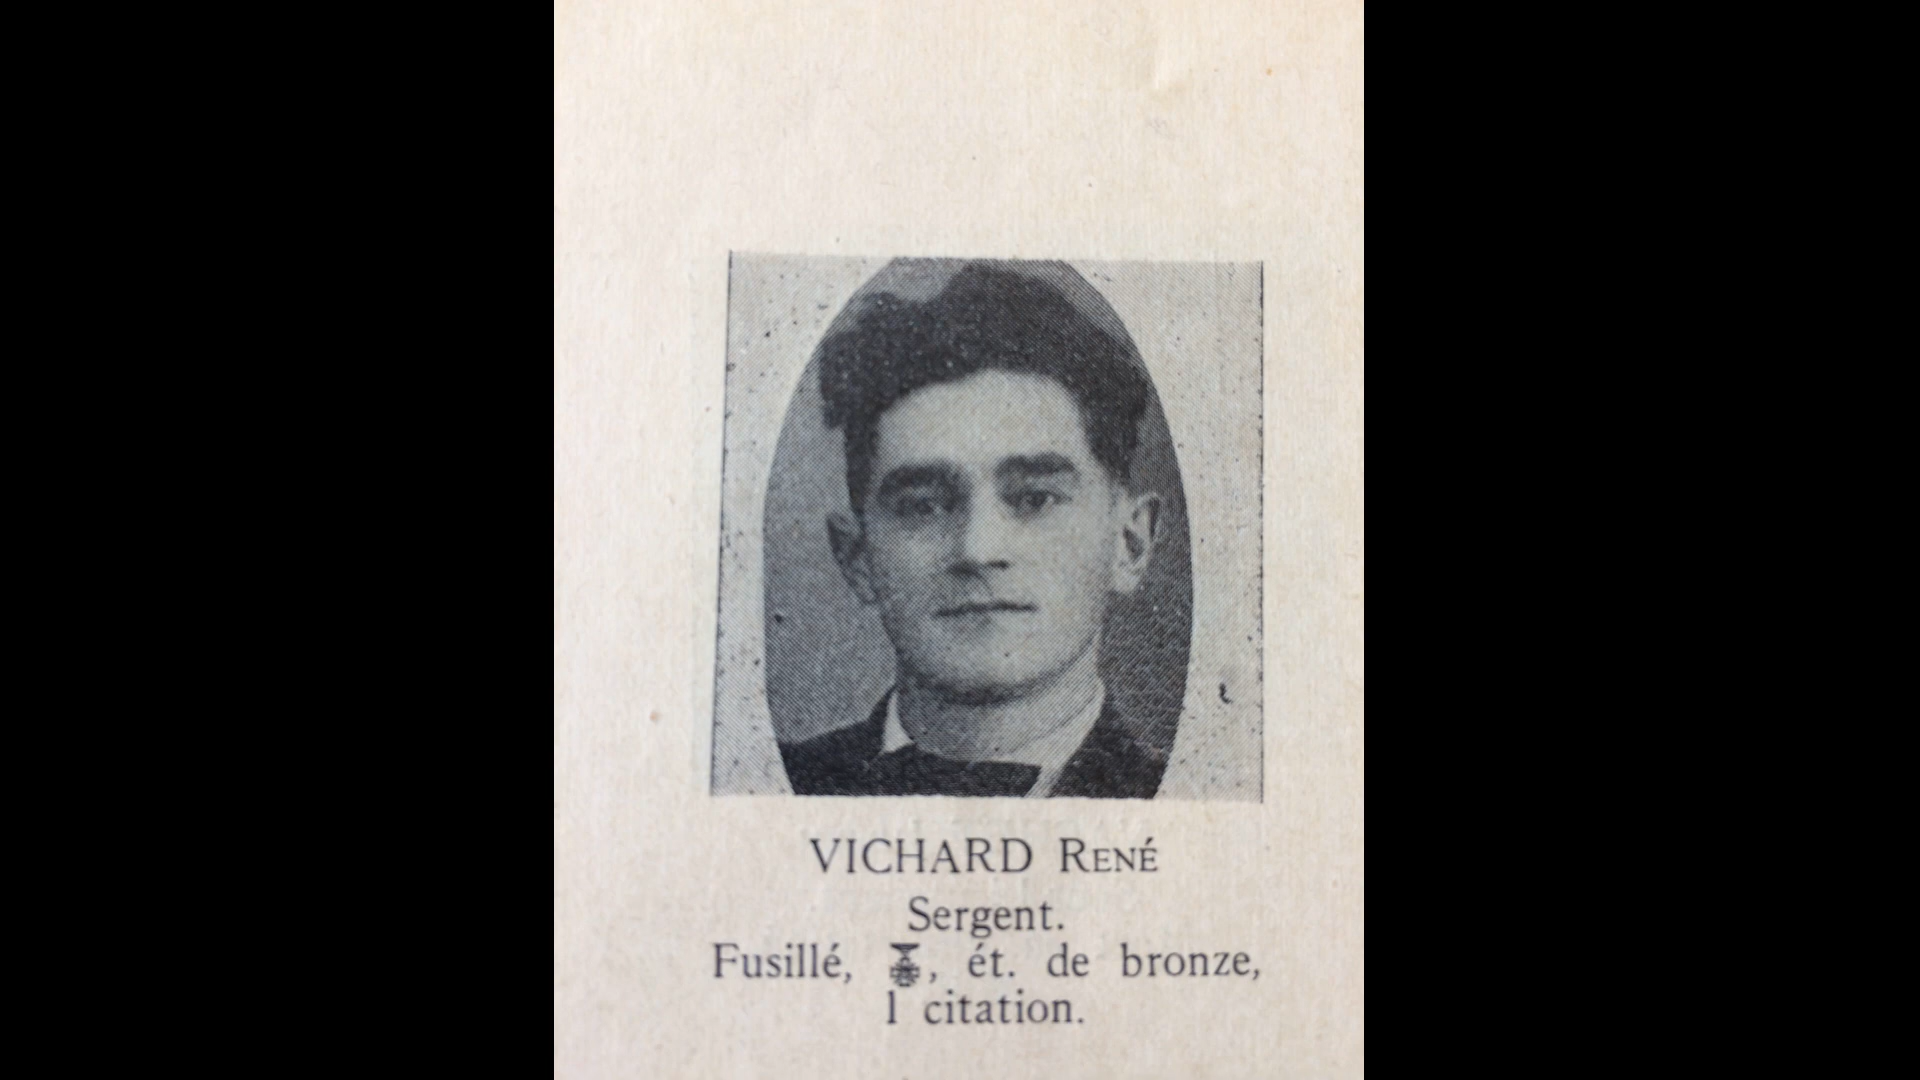 VICHARD RENÉ
Sergent.
Fusillé, , ét. de bronze,
1 citation.